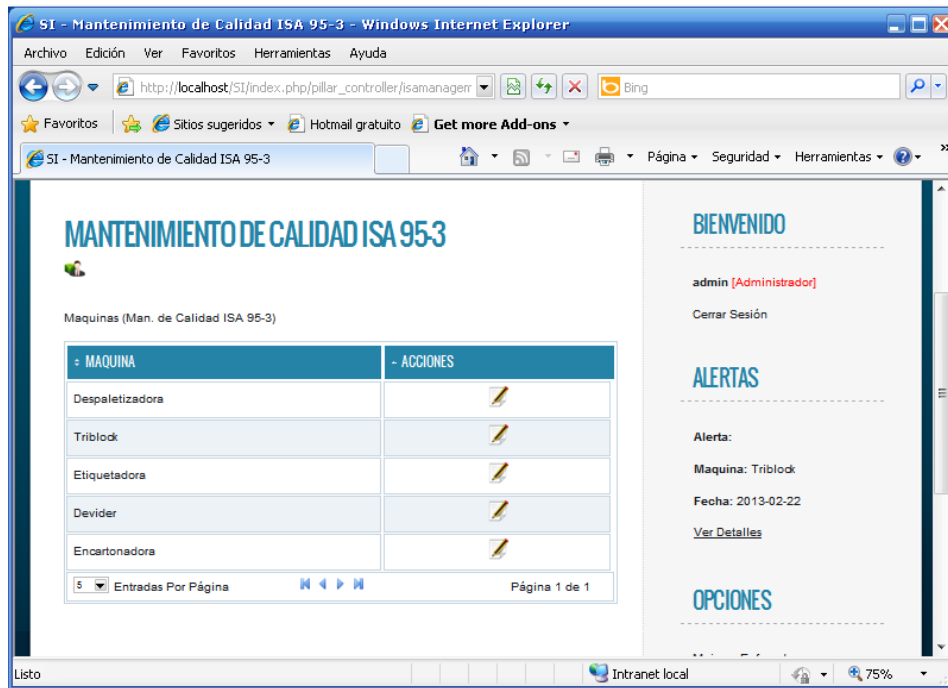 SI - Mantenimiento de Calidad ISA 95-3 - Windows Internet Explorer
Archivo Edición Ver Favoritos Herramientas Ayuda
http://localhost/SI/index.php/pillar_controller/isamanagem
Bing
Favoritos Sitios sugeridos Hotmail gratuito Get more Add-ons
SI - Mantenimiento de Calidad ISA 95-3
Página Seguridad Herramientas
MANTENIMIENTO DE CALIDAD ISA 95-3
Maquinas (Man. de Calidad ISA 95-3)
MAQUINA ACCIONES
Despaletizadora
Triblock
Etiquetadora
Devider
Encartonadora
5 Entradas Por Página Página 1 de 1
BIENVENIDO
admin [Administrador]
Cerrar Sesión
ALERTAS
Alerta:
Maquina: Triblock
Fecha: 2013-02-22
Ver Detalles
OPCIONES
Listo Intranet local 75%